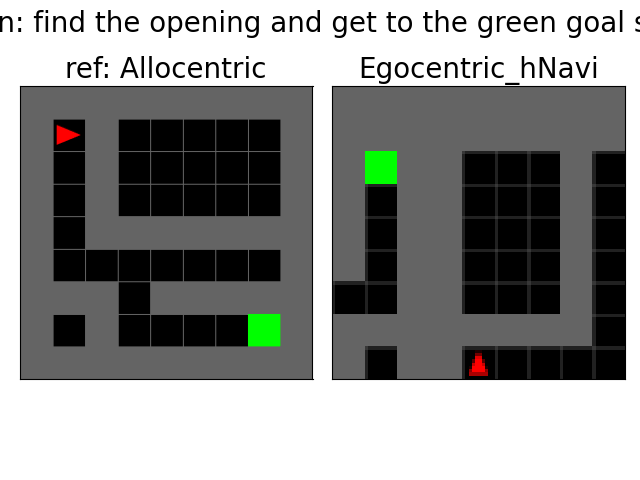 n: find the opening and get to the green goal s
ref: Allocentric
Egocentric_hNavi